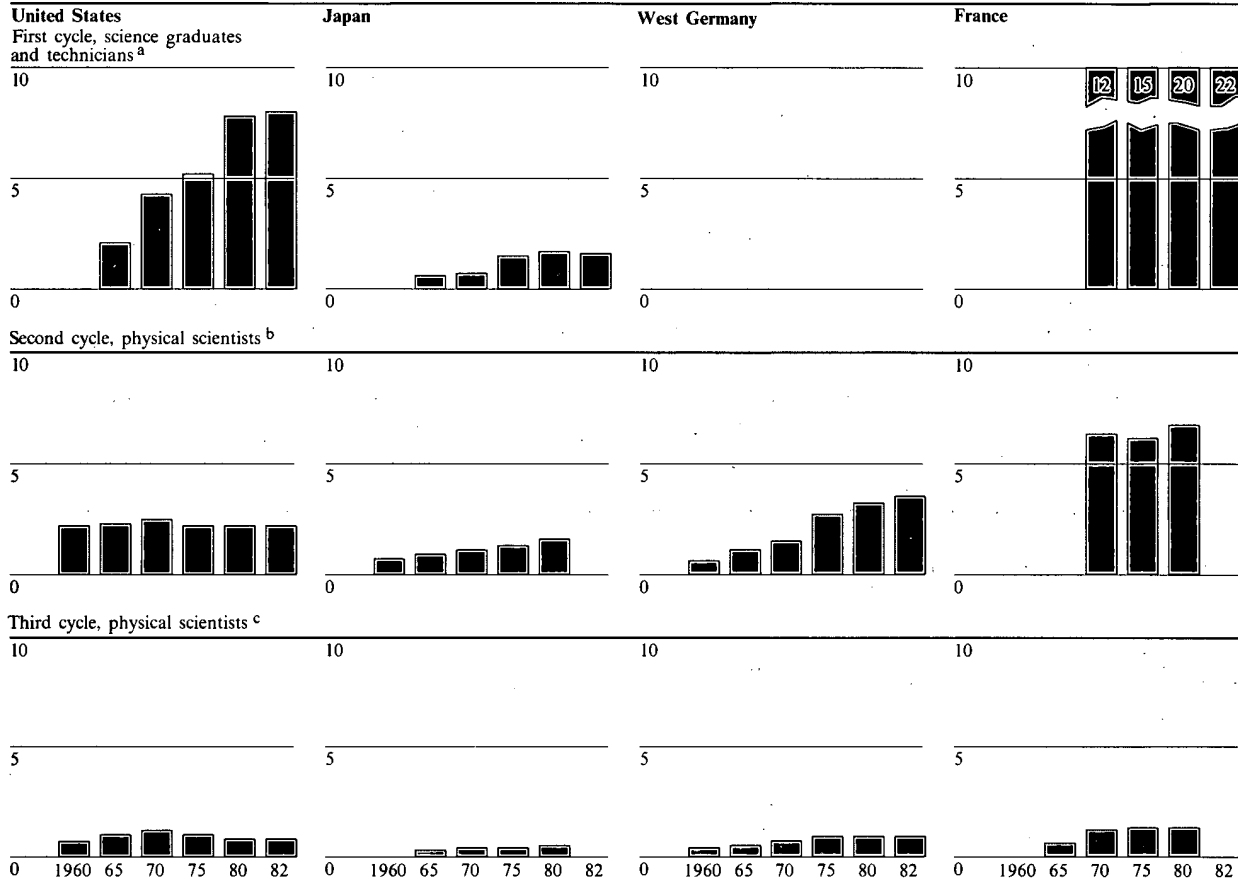 United States Japan West Germany France
First cycle, science graduates
and technicians a
10 10 10 10 12 15 20 22
5 5 5 5
0 0 0 0
Second cycle, physical scientists b
10 10 10 10
5 5 5 5
0 0 0 0
Third cycle, physical scientists c
10 10 10 10
5 5 5 5
0 1960 65 70 75 80 82 0 1960 65 70 75 80 82 0 1960 65 70 75 80 82 0 1960 65 70 75 80 82